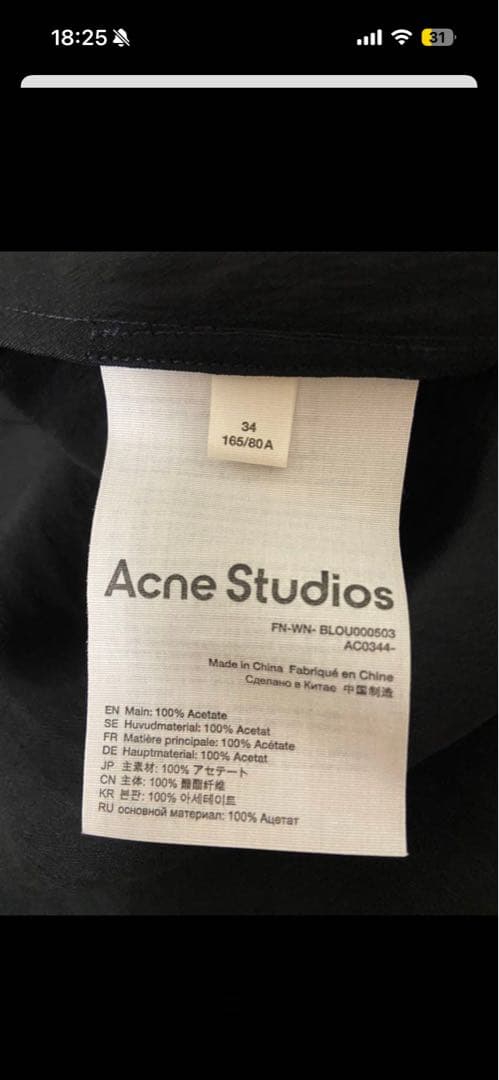 18:25
31
34
165/80A
Acne Studios
FN-WN- BLOU000503
AC0344-
Made in China Fabriqué en Chine
Сделано в Китае 中国制造
EN Main: 100% Acetate
SE Huvudmaterial: 100% Acetat
FR Matière principale: 100% Acétate
DE Hauptmaterial: 100% Acetat
JP 主素材: 100% アセテート
CN 主体: 100% 醋酯纤维
KR 본판: 100% 아세테이트
RU основной материал: 100% Ацетат